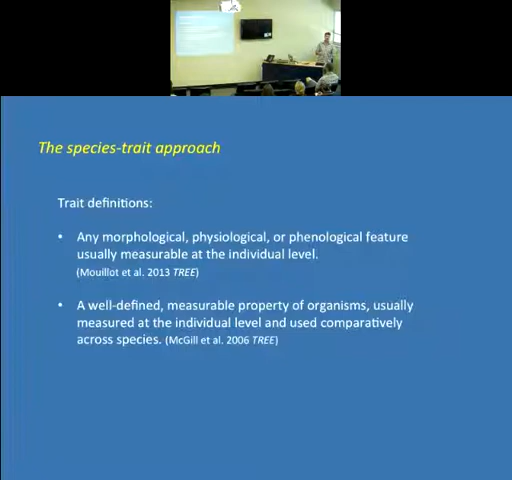 The species-trait approach
Trait definitions:
• Any morphological, physiological, or phenological feature
usually measurable at the individual level.
(Mouillot et al. 2013 TREE)
• A well-defined, measurable property of organisms, usually
measured at the individual level and used comparatively
across species. (McGill et al. 2006 TREE)